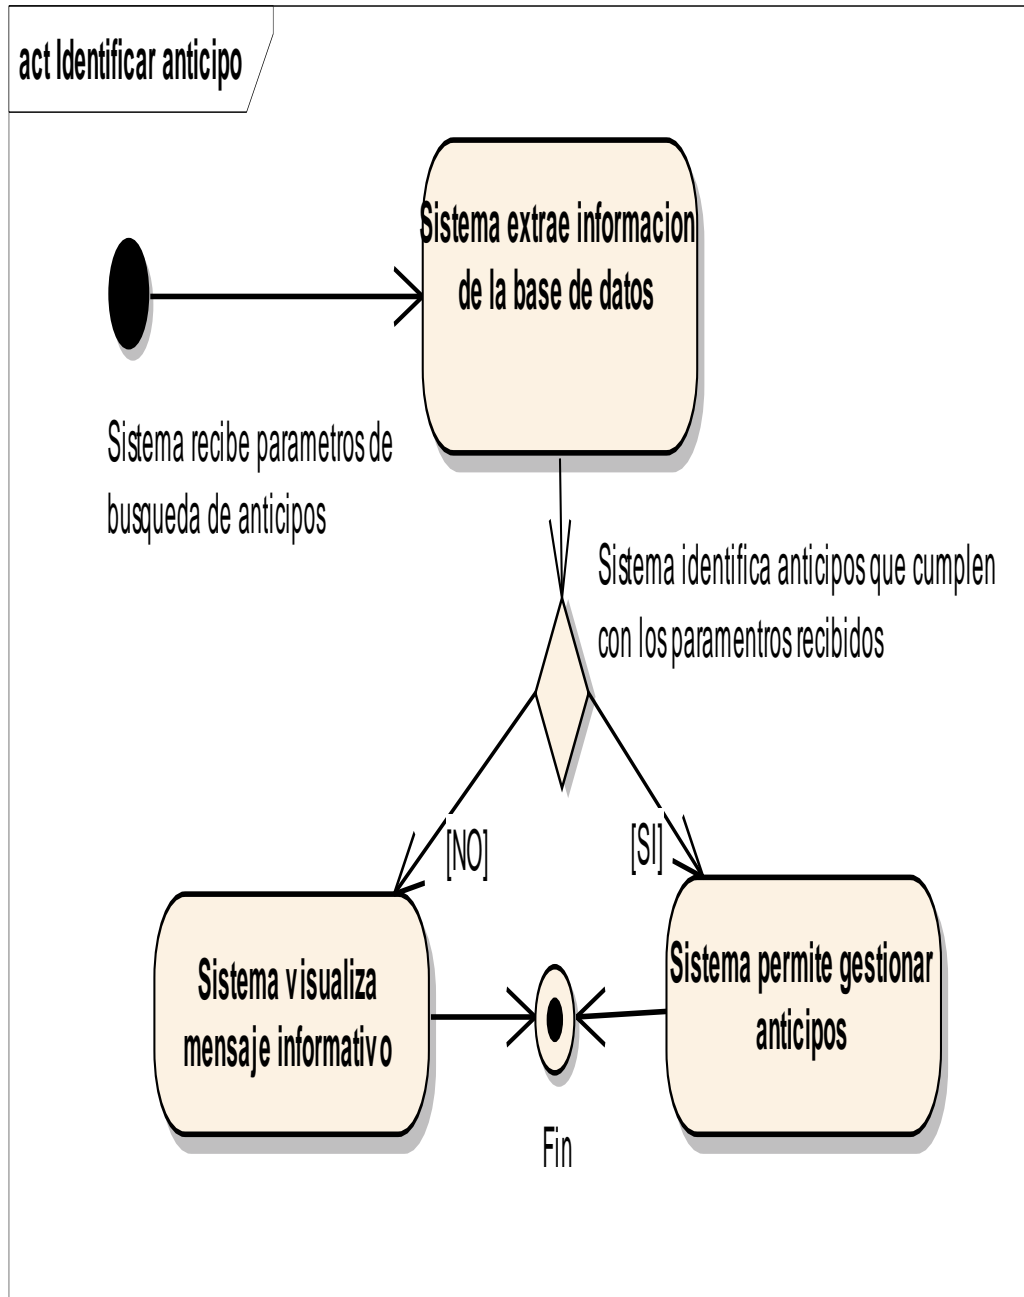 act Identificar anticipo
Sistema extrae informacion
de la base de datos
Sistema recibe parametros de
busqueda de anticipos
Sistema identifica anticipos que cumplen
con los paramentros recibidos
[NO]
[SI]
Sistema visualiza
mensaje informativo
Sistema permite gestionar
anticipos
Fin